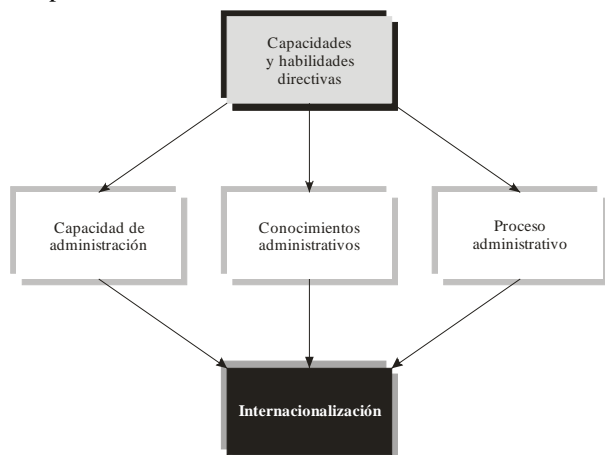 Capacidades
y habilidades
directivas
Capacidad de
administración
Conocimientos
administrativos
Proceso
administrativo
Internacionalización